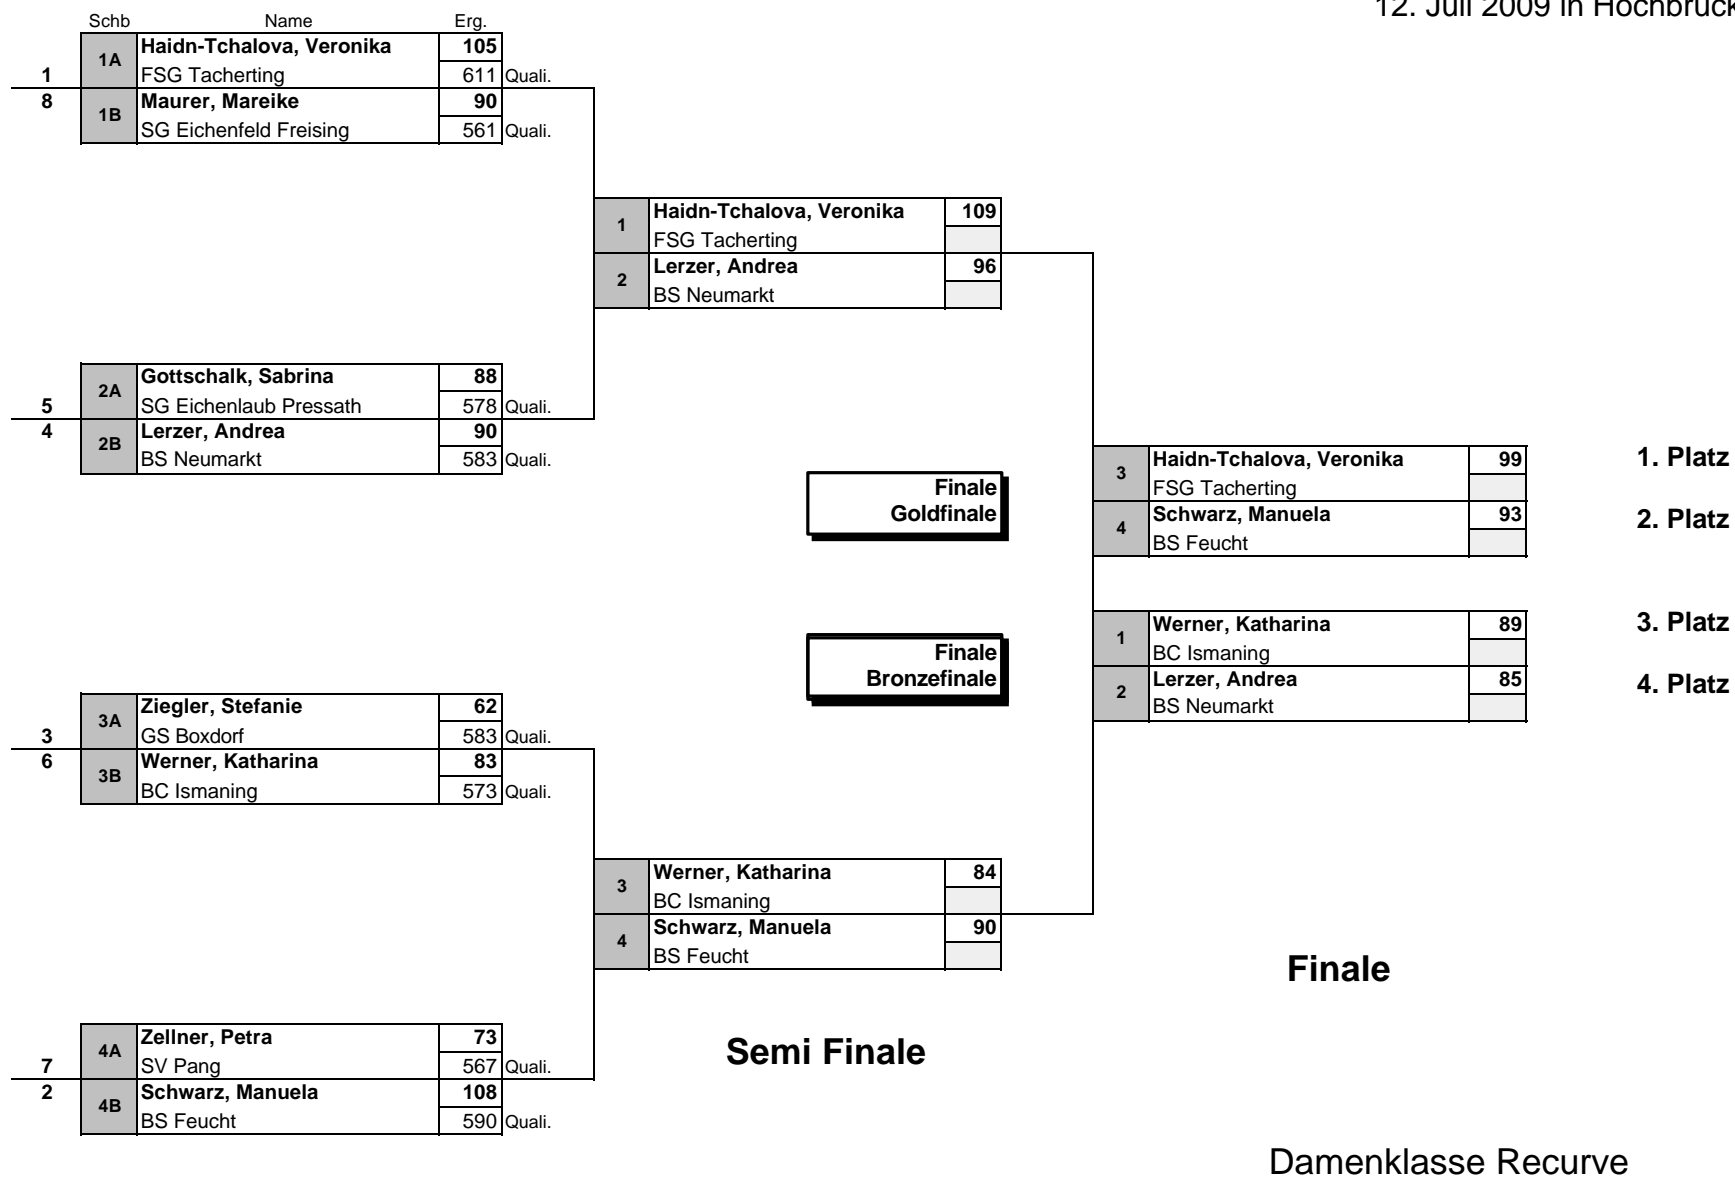 12. Juli 2009 in Hochbrück
Schb Name Erg.
1A Haidn-Tchalova, Veronika 105
1 FSG Tacherting 611 Quali.
8 1B Maurer, Mareike 90
SG Eichenfeld Freising 561 Quali.
1 Haidn-Tchalova, Veronika 109
FSG Tacherting
2 Lerzer, Andrea 96
BS Neumarkt
2A Gottschalk, Sabrina 88
5 SG Eichenlaub Pressath 578 Quali.
4 2B Lerzer, Andrea 90
BS Neumarkt 583 Quali.
3 Haidn-Tchalova, Veronika 99 1. Platz
FSG Tacherting
Finale
Goldfinale
4 Schwarz, Manuela 93 2. Platz
BS Feucht
1 Werner, Katharina 89 3. Platz
BC Ismaning
Finale
Bronzefinale
2 Lerzer, Andrea 85 4. Platz
BS Neumarkt
3A Ziegler, Stefanie 62
3 GS Boxdorf 583 Quali.
6 3B Werner, Katharina 83
BC Ismaning 573 Quali.
3 Werner, Katharina 84
BC Ismaning
4 Schwarz, Manuela 90
BS Feucht
Finale
4A Zellner, Petra 73
Semi Finale
7 SV Pang 567 Quali.
2 4B Schwarz, Manuela 108
BS Feucht 590 Quali.
Damenklasse Recurve